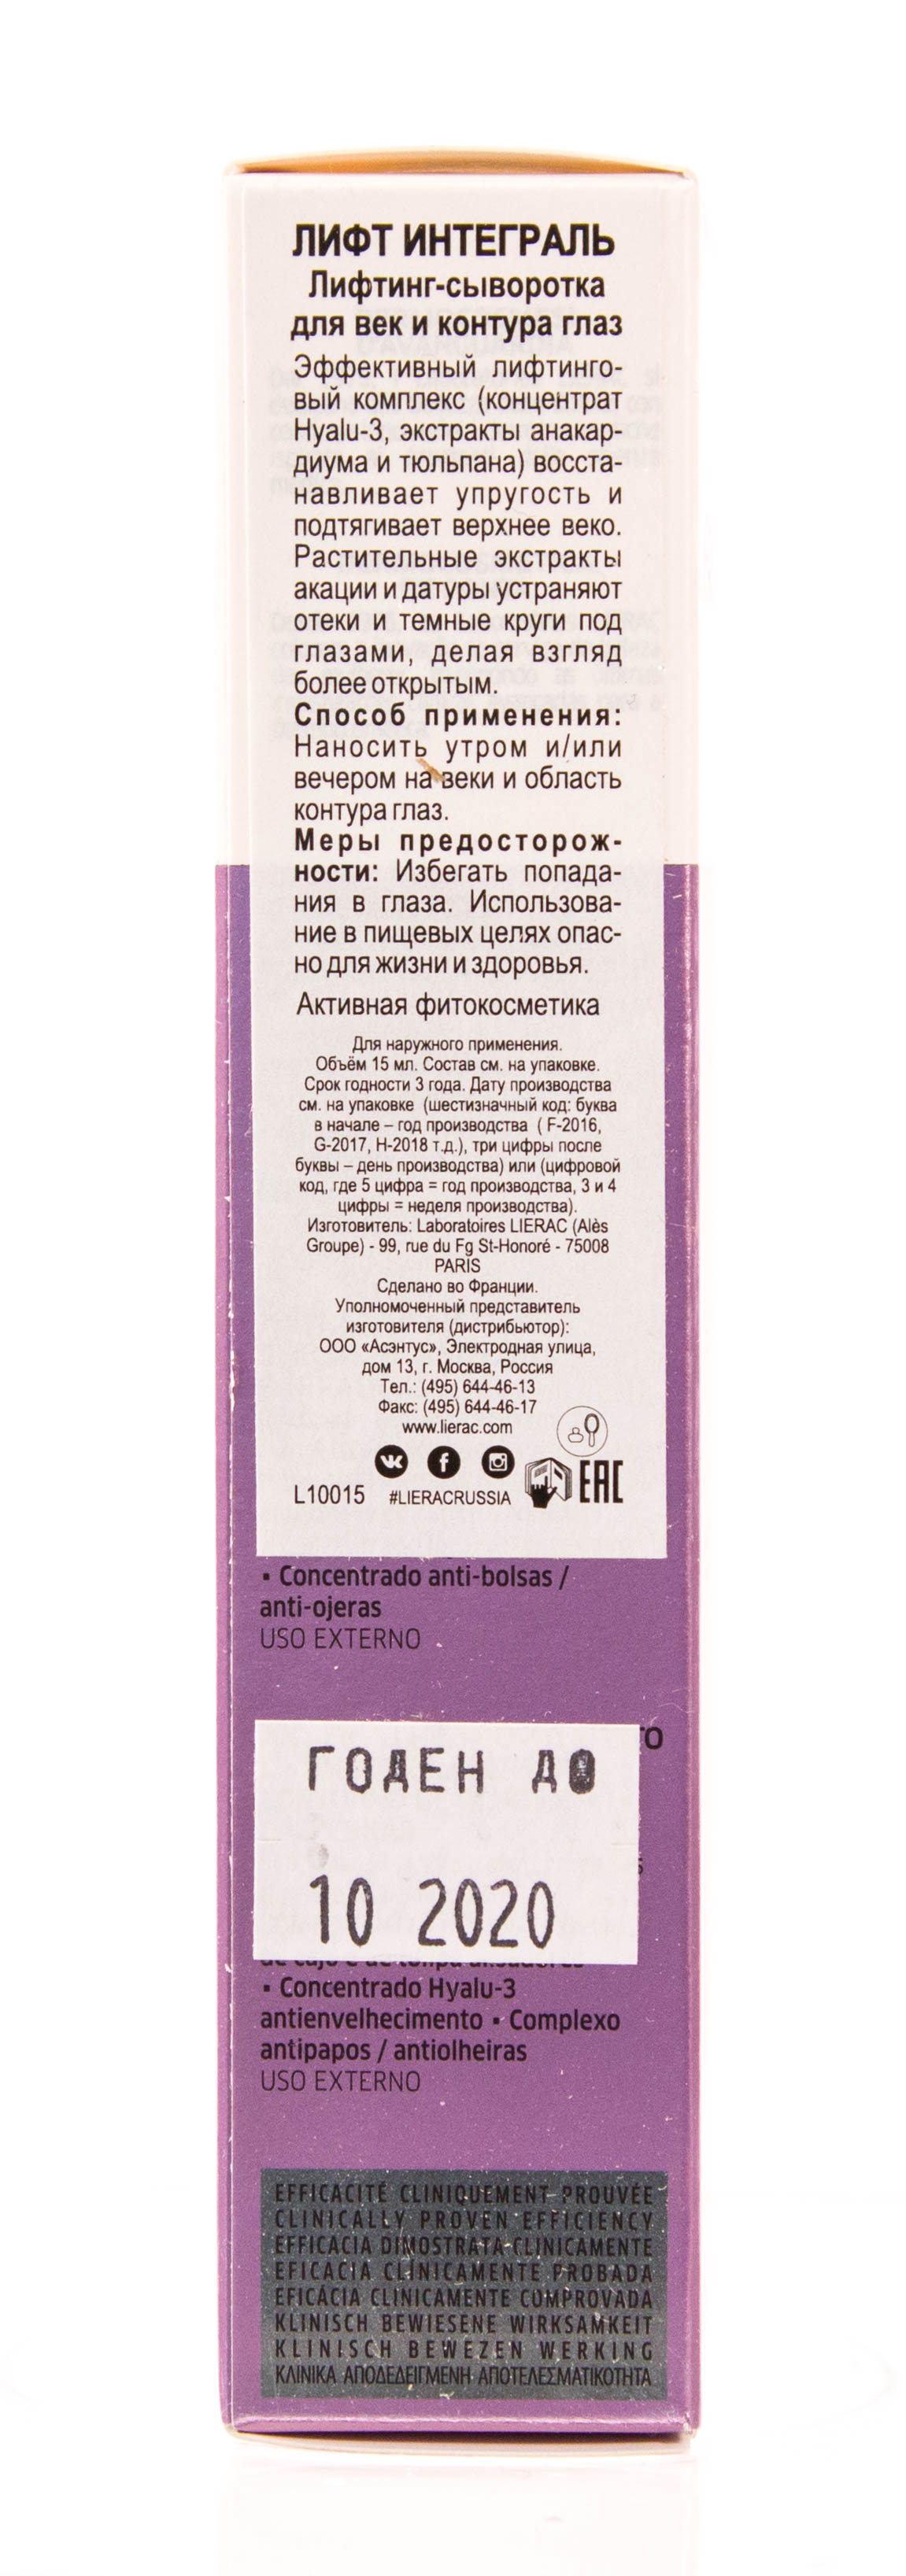 ЛИФТ ИНТЕГРАЛЬ
Лифтинг-сыворотка
для век и контура глаз
Эффективный лифтинго-
вый комплекс (концентрат
Hyalu-3, экстракты анакар-
диума и тюльпана) восста-
навливает упругость и
подтягивает верхнее веко.
Растительные экстракты
акации и датуры устраняют
отеки и темные круги под
глазами, делая взгляд
более открытым.
Способ применения:
Наносить утром и/или
вечером на веки и область
контура глаз.
Меры предосторож-
ности: Избегать попада-
ния в глаза. Использова-
ние в пищевых целях опас-
но для жизни и здоровья.
Активная фитокосметика
Для наружного применения.
Объём 15 мл. Состав см. на упаковке.
Срок годности 3 года. Дату производства
см. на упаковке (шестизначный код: буква
в начале – год производства ( F-2016,
G-2017, H-2018 т.д.), три цифры после
буквы – день производства) или (цифровой
код, где 5 цифра = год производства, 3 и 4
цифры = неделя производства).
Изготовитель: Laboratoires LIERAC (Alès
Groupe) - 99, rue du Fg St-Honoré - 75008
PARIS
Сделано во Франции.
Уполномоченный представитель
изготовителя (дистрибьютор):
ООО «Асэнтус», Электродная улица,
дом 13, г. Москва, Россия
Тел.: (495) 644-46-13
Факс: (495) 644-46-17
www.lierac.com
L10015 #LIERACRUSSIA EAC
▪ Concentrado anti-bolsas /
anti-ojeras
USO EXTERNO
ГОДЕН ДО
10 2020
▪ Concentrado Hyalu-3
antienvelhecimento ▪ Complexo
antipapos / antiolheiras
USO EXTERNO
EFFICACITÉ CLINIQUEMENT PROUVÉE
CLINICALLY PROVEN EFFICIENCY
EFFICACIA DIMOSTRATA CLINICAMENTE
EFICACIA CLÍNICAMENTE PROBADA
EFICÁCIA CLINICAMENTE COMPROVADA
KLINISCH BEWIESENE WIRKSAMKEIT
KLINISCH BEWEZEN WERKING
ΚΛΙΝΙΚΑ ΑΠΟΔΕΔΕΙΓΜΕΝΗ ΑΠΟΤΕΛΕΣΜΑΤΙΚΟΤΗΤΑ